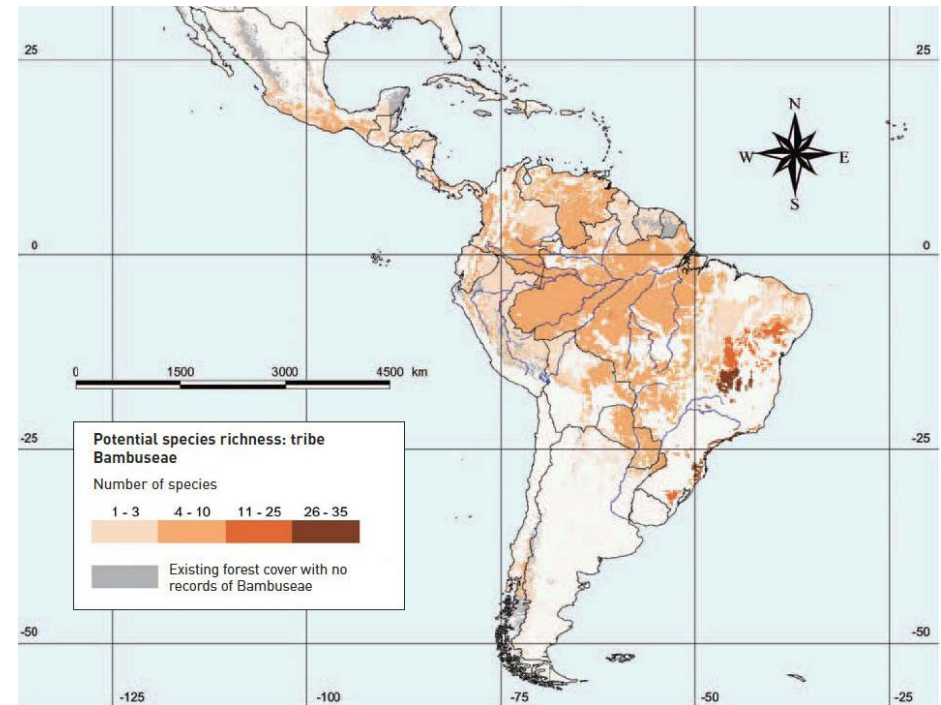 25
25
N
W
E
S
0
0
0 1500 3000 4500 km
-25
-25
Potential species richness: tribe
Bambuseae
Number of species
1 - 3 4 - 10 11 - 25 26 - 35
Existing forest cover with no
records of Bambuseae
-50
-50
-125 -100 -75 -50 -25